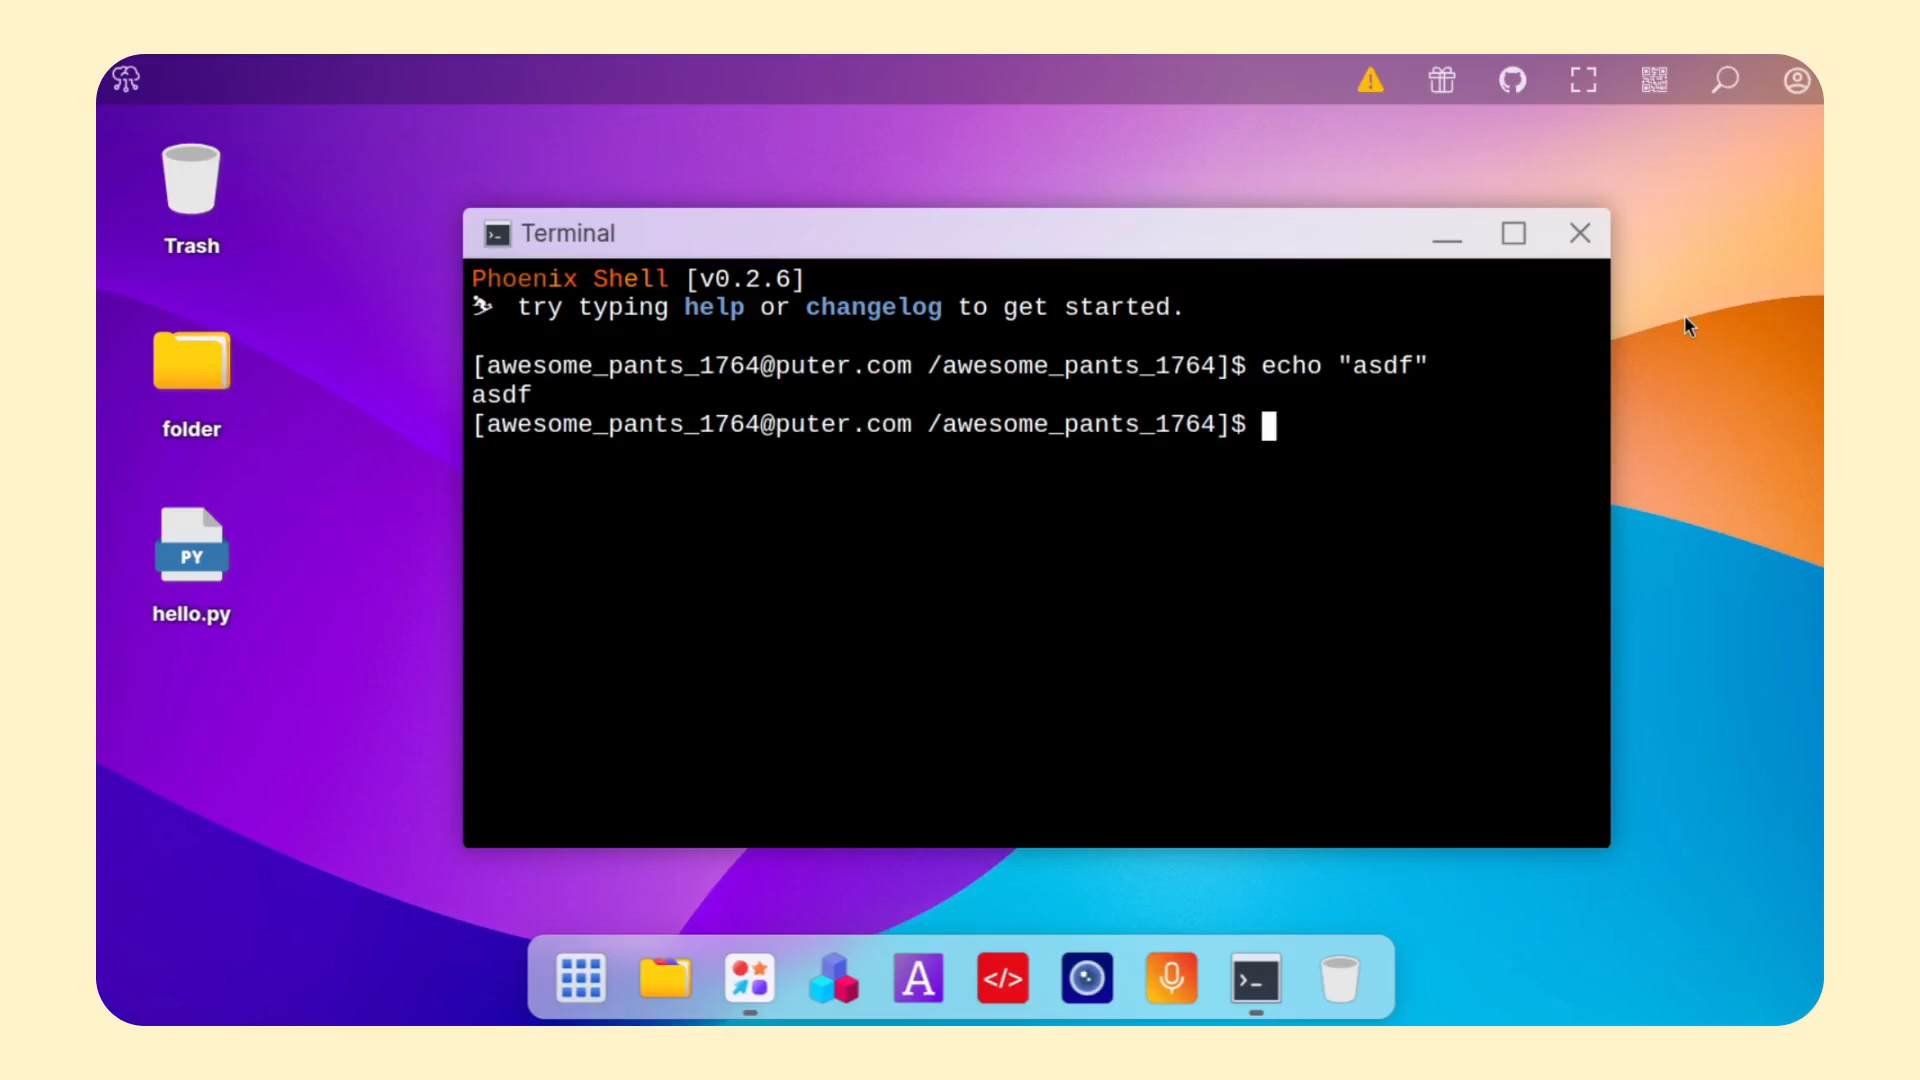 Trash
folder
PY
hello.py
Terminal
Phoenix Shell [v0.2.6]
try typing help or changelog to get started.
[awesome_pants_1764@puter.com /awesome_pants_1764]$ echo "asdf"
asdf
[awesome_pants_1764@puter.com /awesome_pants_1764]$
A
</>
>_